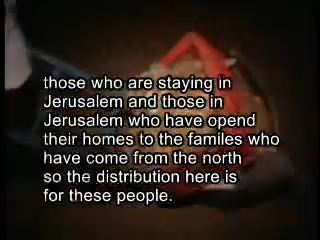 those who are staying in
Jerusalem and those in
Jerusalem who have opend
their homes to the familes who
have come from the north
so the distribution here is
for these people.